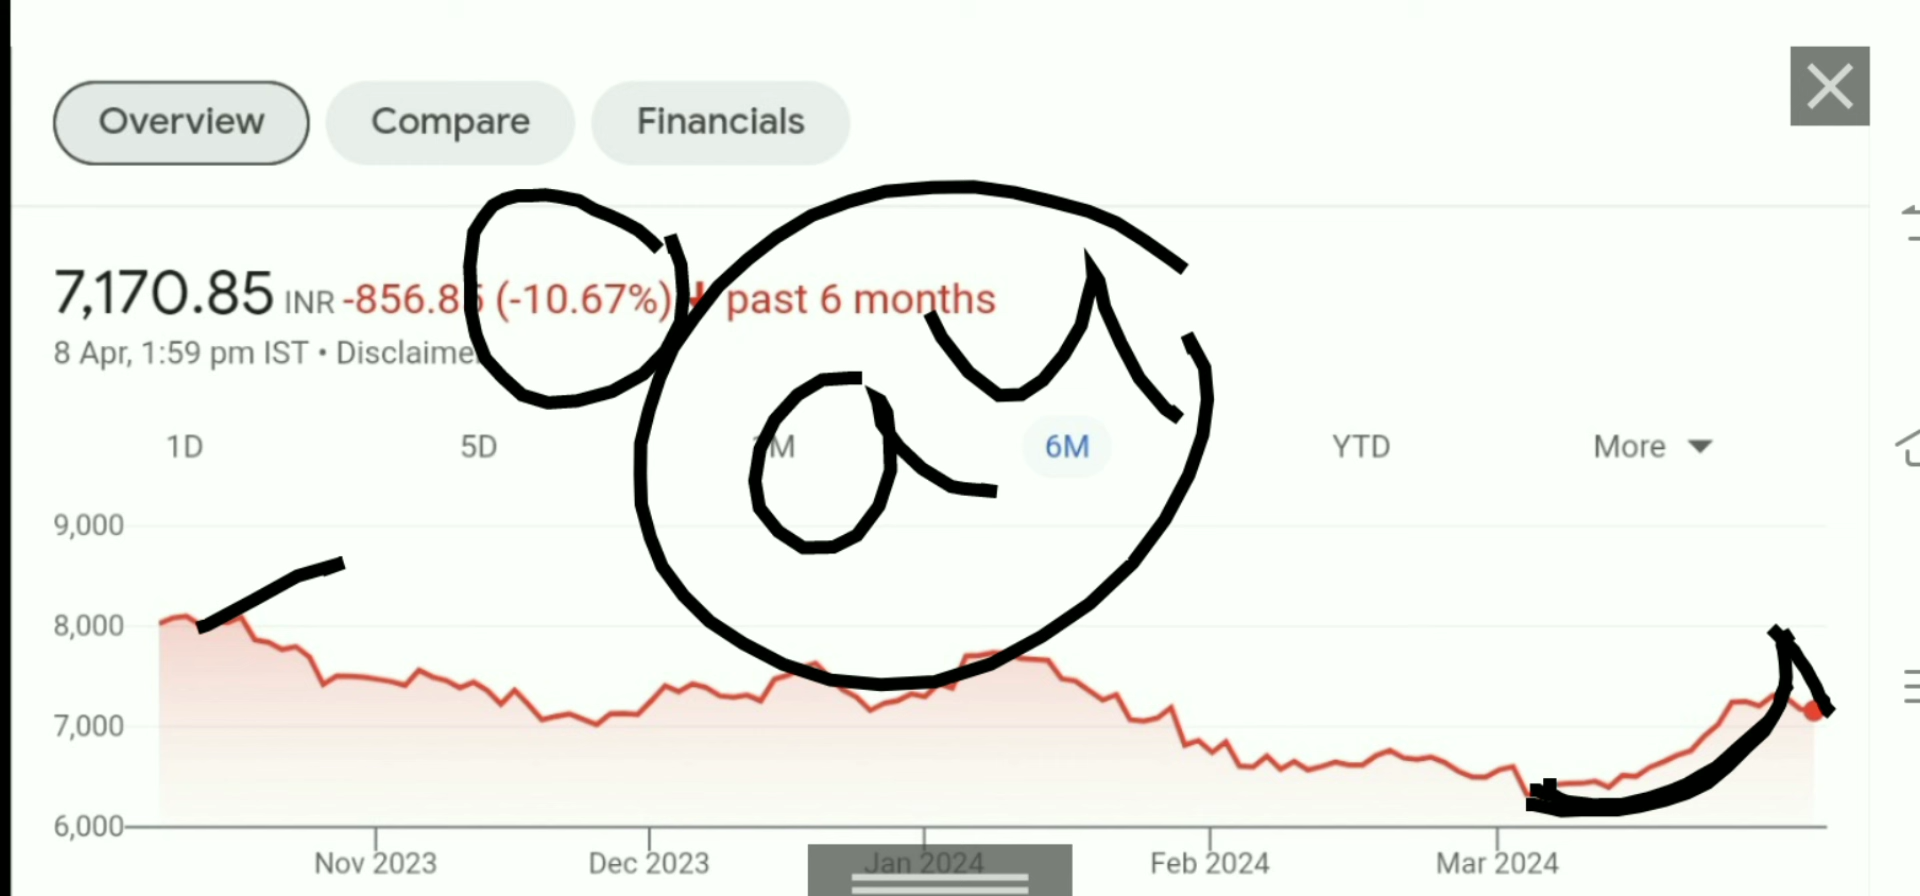 Overview Compare Financials
7,170.85 INR -856.85 (-10.67%) past 6 months
8 Apr, 1:59 pm IST • Disclaime
1D 5D M 6M YTD More
9,000
8,000
7,000
6,000
Nov 2023 Dec 2023 Jan 2024 Feb 2024 Mar 2024